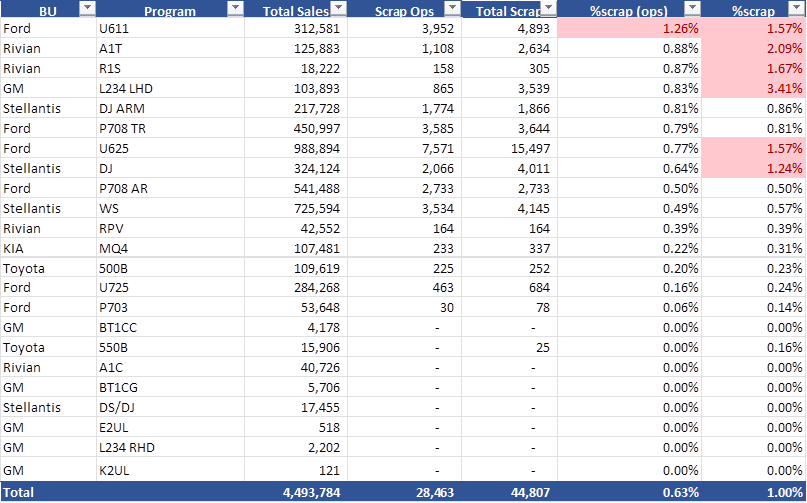 BU Program Total Sales Scrap Ops Total Scrap %scrap (ops) %scrap
Ford U611 312,581 3,952 4,893 1.26% 1.57%
Rivian A1T 125,883 1,108 2,634 0.88% 2.09%
Rivian R1S 18,222 158 305 0.87% 1.67%
GM L234 LHD 103,893 865 3,539 0.83% 3.41%
Stellantis DJ ARM 217,728 1,774 1,866 0.81% 0.86%
Ford P708 TR 450,997 3,585 3,644 0.79% 0.81%
Ford U625 988,894 7,571 15,497 0.77% 1.57%
Stellantis DJ 324,124 2,066 4,011 0.64% 1.24%
Ford P708 AR 541,488 2,733 2,733 0.50% 0.50%
Stellantis WS 725,594 3,534 4,145 0.49% 0.57%
Rivian RPV 42,552 164 164 0.39% 0.39%
KIA MQ4 107,481 233 337 0.22% 0.31%
Toyota 500B 109,619 225 252 0.20% 0.23%
Ford U725 284,268 463 684 0.16% 0.24%
Ford P703 53,648 30 78 0.06% 0.14%
GM BT1CC 4,178 - - 0.00% 0.00%
Toyota 550B 15,906 - 25 0.00% 0.16%
Rivian A1C 40,726 - - 0.00% 0.00%
GM BT1CG 5,706 - - 0.00% 0.00%
Stellantis DS/DJ 17,455 - - 0.00% 0.00%
GM E2UL 518 - - 0.00% 0.00%
GM L234 RHD 2,202 - - 0.00% 0.00%
GM K2UL 121 - - 0.00% 0.00%
Total 4,493,784 28,463 44,807 0.63% 1.00%